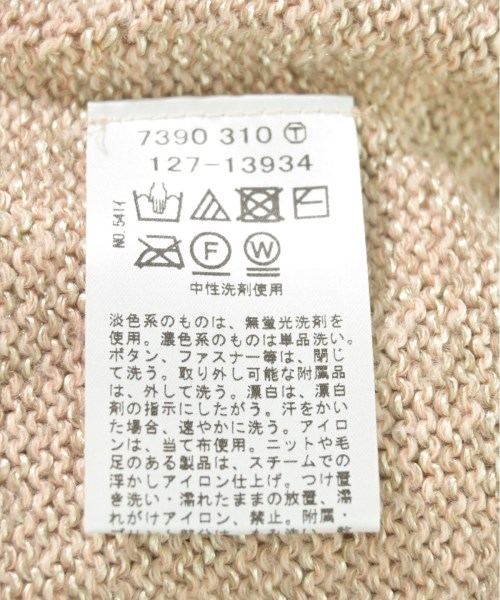 7390 310 Ⓣ
127-13934
NO.5414
F W
中性洗剤使用
淡色系のものは、無蛍光洗剤を
使用。濃色系のものは単品洗い。
ボタン、ファスナー等は、閉じ
て洗う。取り外し可能な付属品
は、外して洗う。漂白は、漂白
剤の指示にしたがう。汗をかい
た場合、速やかに洗う。アイロ
ンは、当て布使用。ニットや毛
足のある製品は、スチームでの
浮かしアイロン仕上げ。つけ置
き洗い・濡れたままの放置、濡
れがけアイロン、禁止。付属・